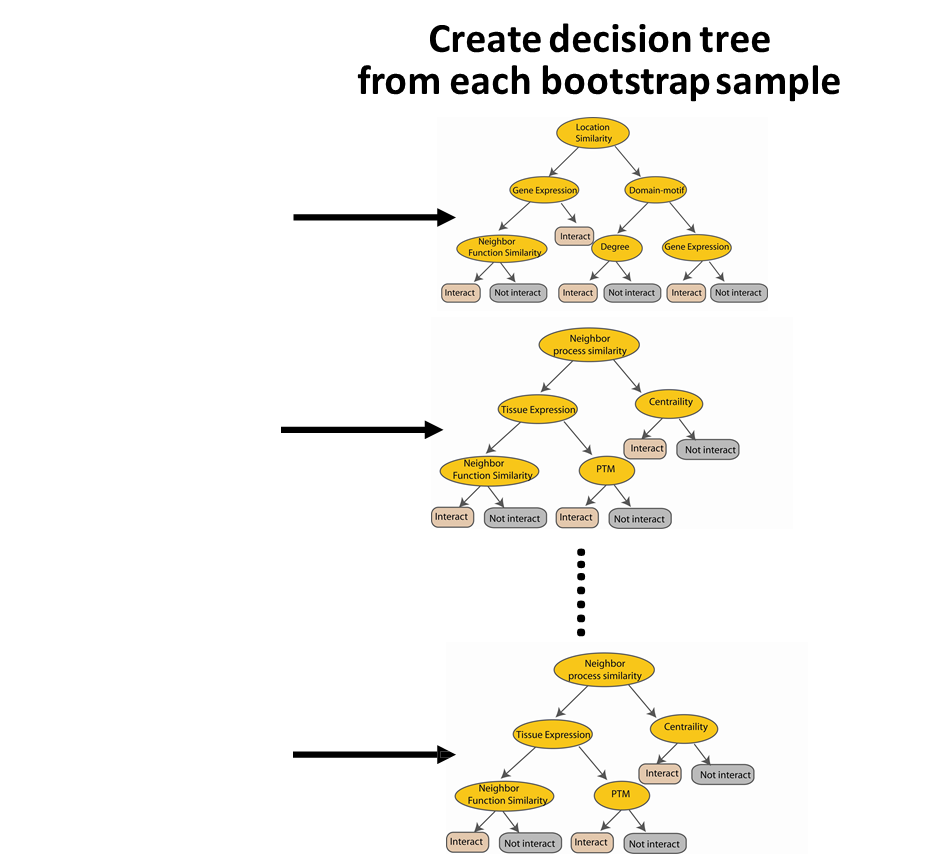 Create decision tree
from each bootstrap sample
Location
Similarity
Gene Expression
Domain-motif
Interact
Neighbor
Function Similarity
Degree
Gene Expression
Interact
Not interact
Interact
Not interact
Interact
Not interact
Neighbor
process similarity
Tissue Expression
Centraility
Interact
Not interact
Neighbor
Function Similarity
PTM
Interact
Not interact
Interact
Not interact
Neighbor
process similarity
Tissue Expression
Centraility
Interact
Not interact
Neighbor
Function Similarity
PTM
Interact
Not interact
Interact
Not interact